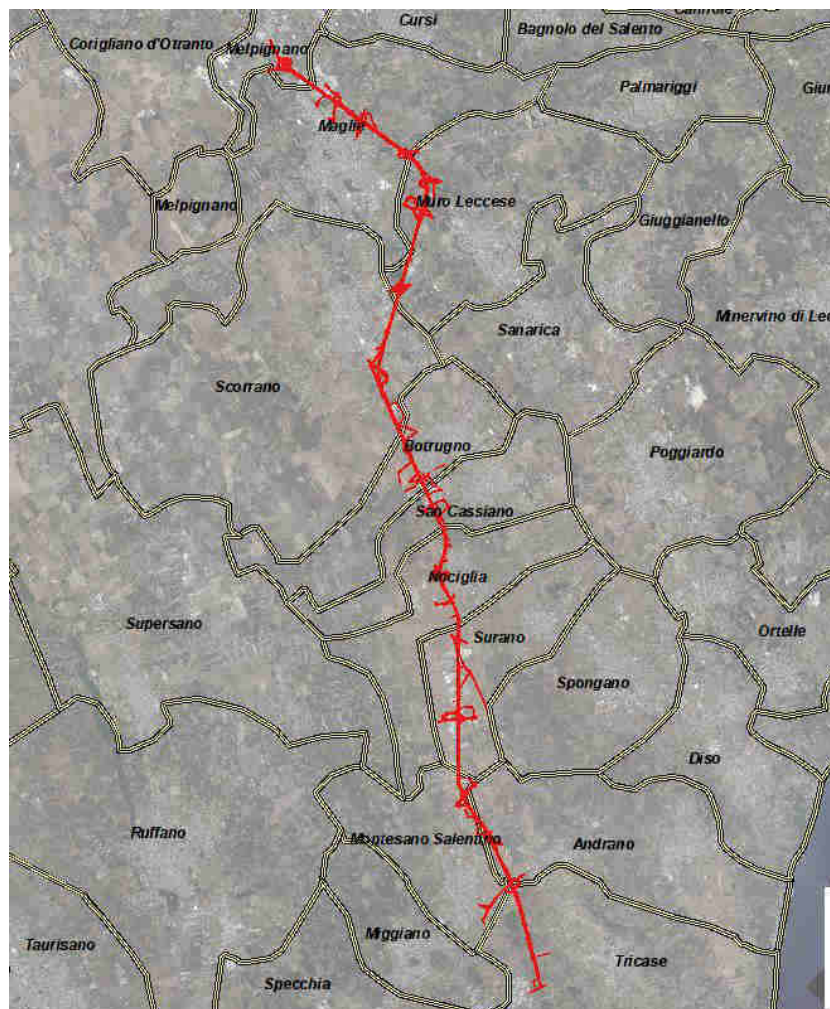 Cursi
Bagnolo del Salento
Corigliano d'Otranto
Melpignano
Palmariggi
Maglie
Muro Leccese
Melpignano
Giuggianello
Minervino di Lec
Sanarica
Scorrano
Botrugno
Poggiardo
San Cassiano
Nociglia
Supersano
Surano
Ortelle
Spongano
Diso
Ruffano
Montesano Salentino
Andrano
Miggiano
Taurisano
Tricase
Specchia